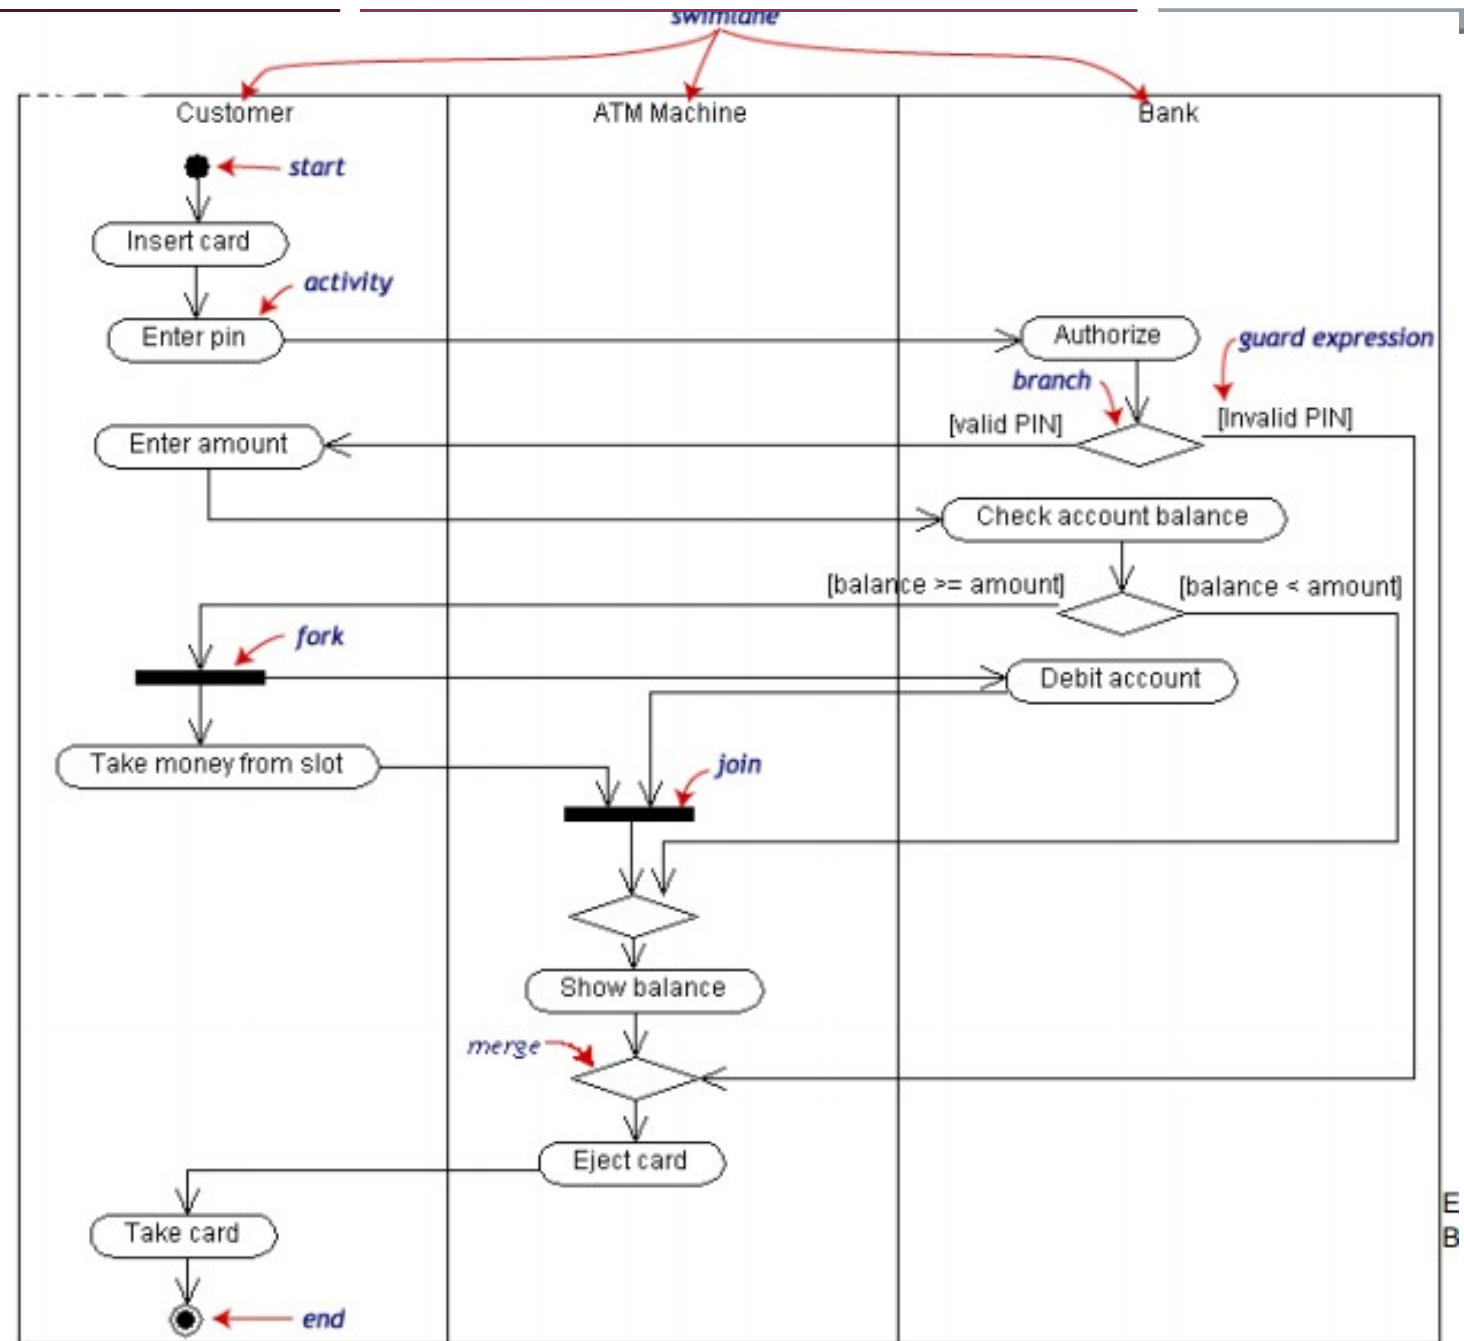 swimlane
Customer
ATM Machine
Bank
start
Insert card
activity
Enter pin
Authorize
guard expression
branch
[valid PIN]
[Invalid PIN]
Enter amount
Check account balance
[balance >= amount]
[balance < amount]
fork
Debit account
Take money from slot
join
Show balance
merge
Eject card
Take card
end
E
B